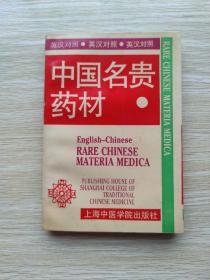 英汉对照 • 英汉对照 • 英汉对照
中国名贵
药材
RARE CHINESE MATERIA MEDICA
English-Chinese
RARE CHINESE
MATERIA MEDICA
PUBLISHING HOUSE OF
SHANGHAI COLLEGE OF
TRADITIONAL
CHINESE MEDICINE
上海中医学院出版社